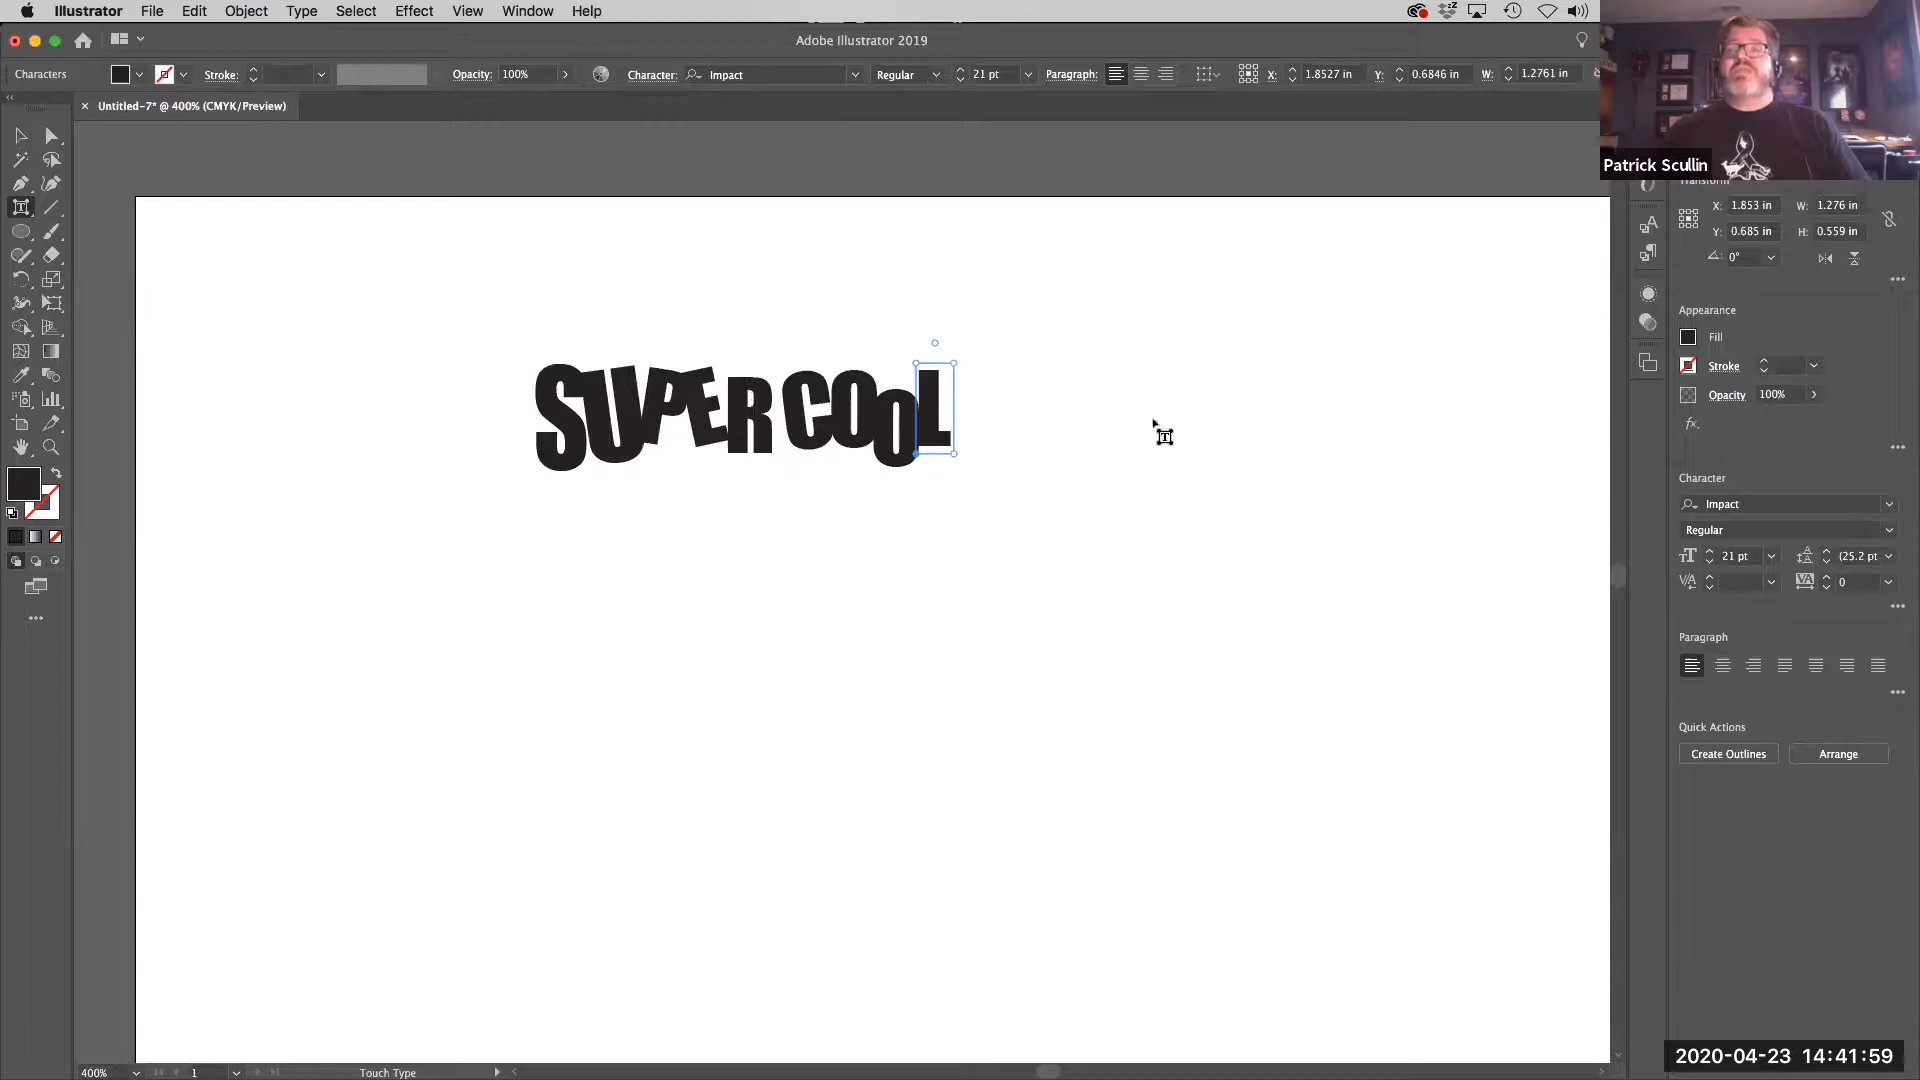 Illustrator File Edit Object Type Select Effect View Window Help
Adobe Illustrator 2019
Characters Stroke: Opacity: 100% Character: Impact Regular 21 pt Paragraph: X: 1.8527 in Y: 0.6846 in W: 1.2761 in
× Untitled-7* @ 400% (CMYK/Preview)
Patrick Scullin
Transform
X: 1.853 in W: 1.276 in
Y: 0.685 in H: 0.559 in
0°
Appearance
Fill
Stroke
Opacity 100%
fx
SUPER COOL
Character
Impact
Regular
21 pt (25.2 pt
0
Paragraph
Quick Actions
Create Outlines Arrange
400% 1 Touch Type
2020-04-23 14:41:59